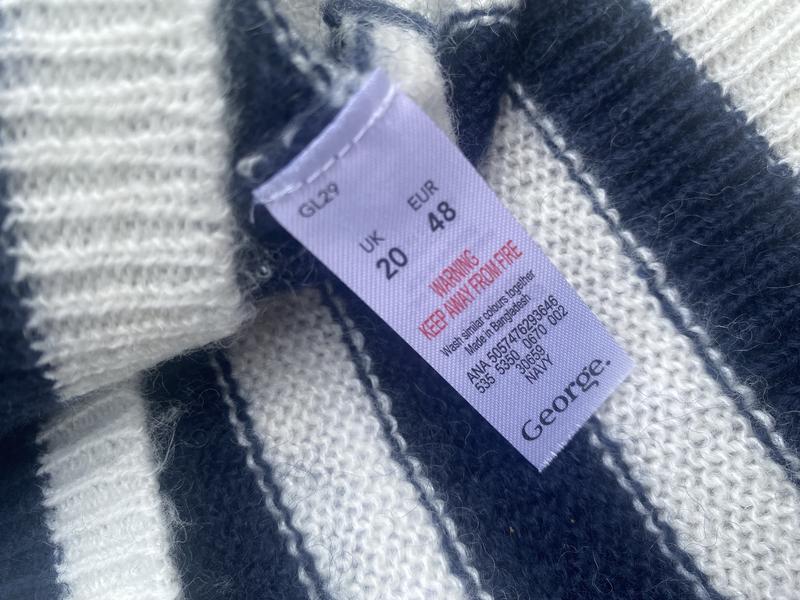 GL29
UK EUR
20 48
WARNING
KEEP AWAY FROM FIRE
Wash similar colours together
Made in Bangladesh
ANA 5057476293646
535 5350 0670 002
30659
NAVY
George.